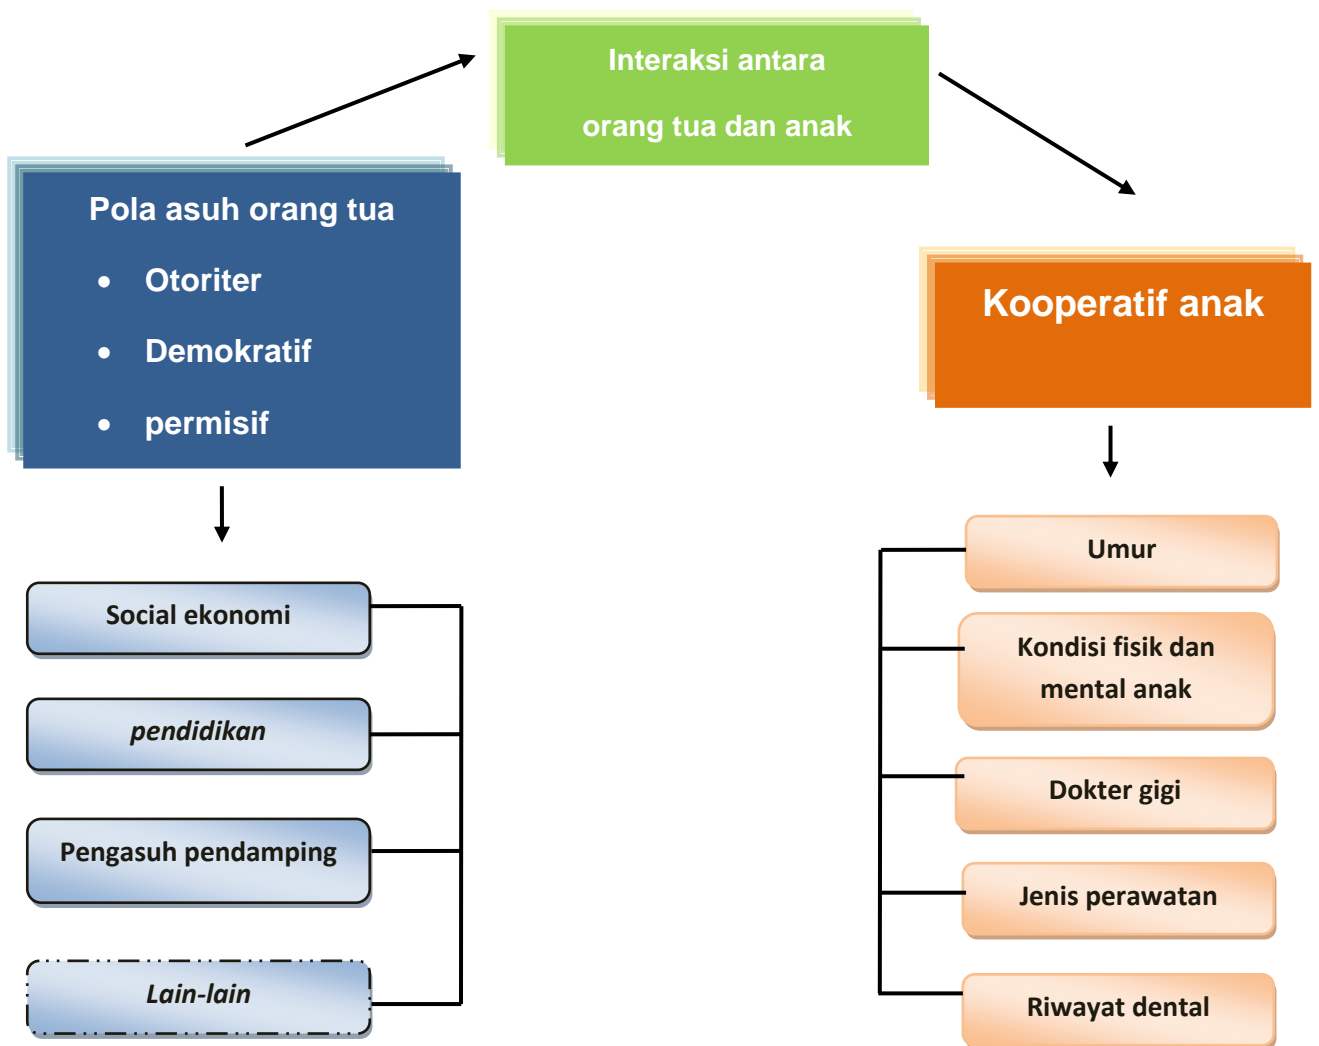 Interaksi antara
orang tua dan anak
Pola asuh orang tua
• Otoriter
• Demokratif
• permisif
Kooperatif anak
Social ekonomi
pendidikan
Pengasuh pendamping
Lain-lain
Umur
Kondisi fisik dan
mental anak
Dokter gigi
Jenis perawatan
Riwayat dental